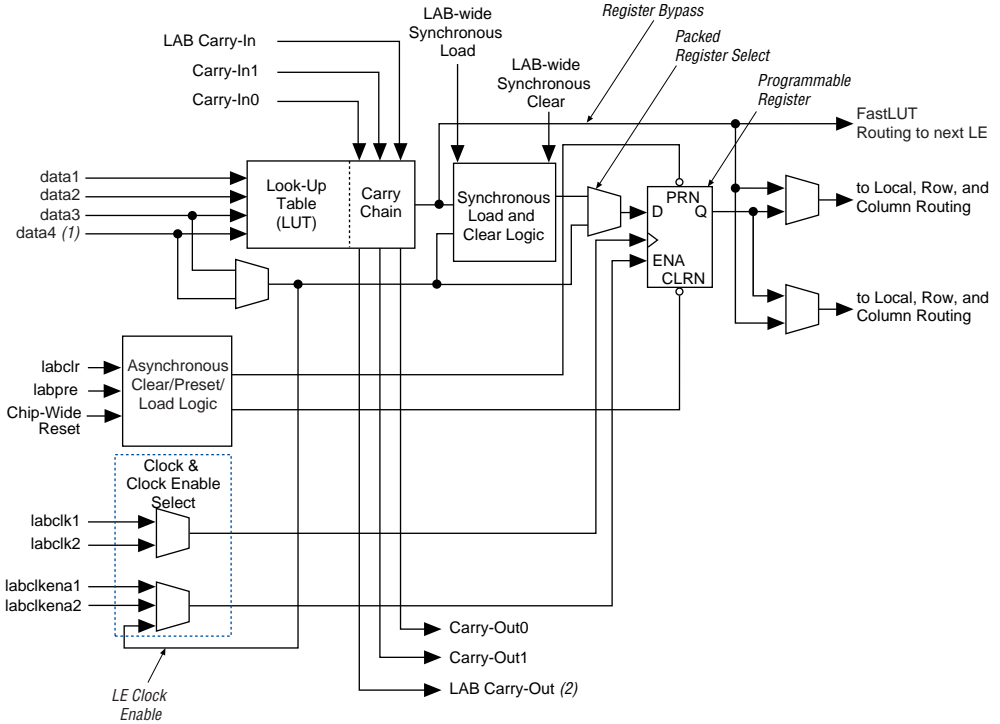 Register Bypass
LAB-wide
Synchronous
Load
Packed
Register Select
LAB Carry-In
Carry-In1
Carry-In0
LAB-wide
Synchronous
Clear
Programmable
Register
FastLUT
Routing to next LE
data1
data2
data3
data4 (1)
Look-Up
Table
(LUT)
Carry
Chain
Synchronous
Load and
Clear Logic
PRN
D
Q
ENA
CLRN
to Local, Row, and
Column Routing
to Local, Row, and
Column Routing
labclr
labpre
Chip-Wide
Reset
Asynchronous
Clear/Preset/
Load Logic
Clock &
Clock Enable
Select
labclk1
labclk2
labclkena1
labclkena2
Carry-Out0
Carry-Out1
LAB Carry-Out (2)
LE Clock
Enable